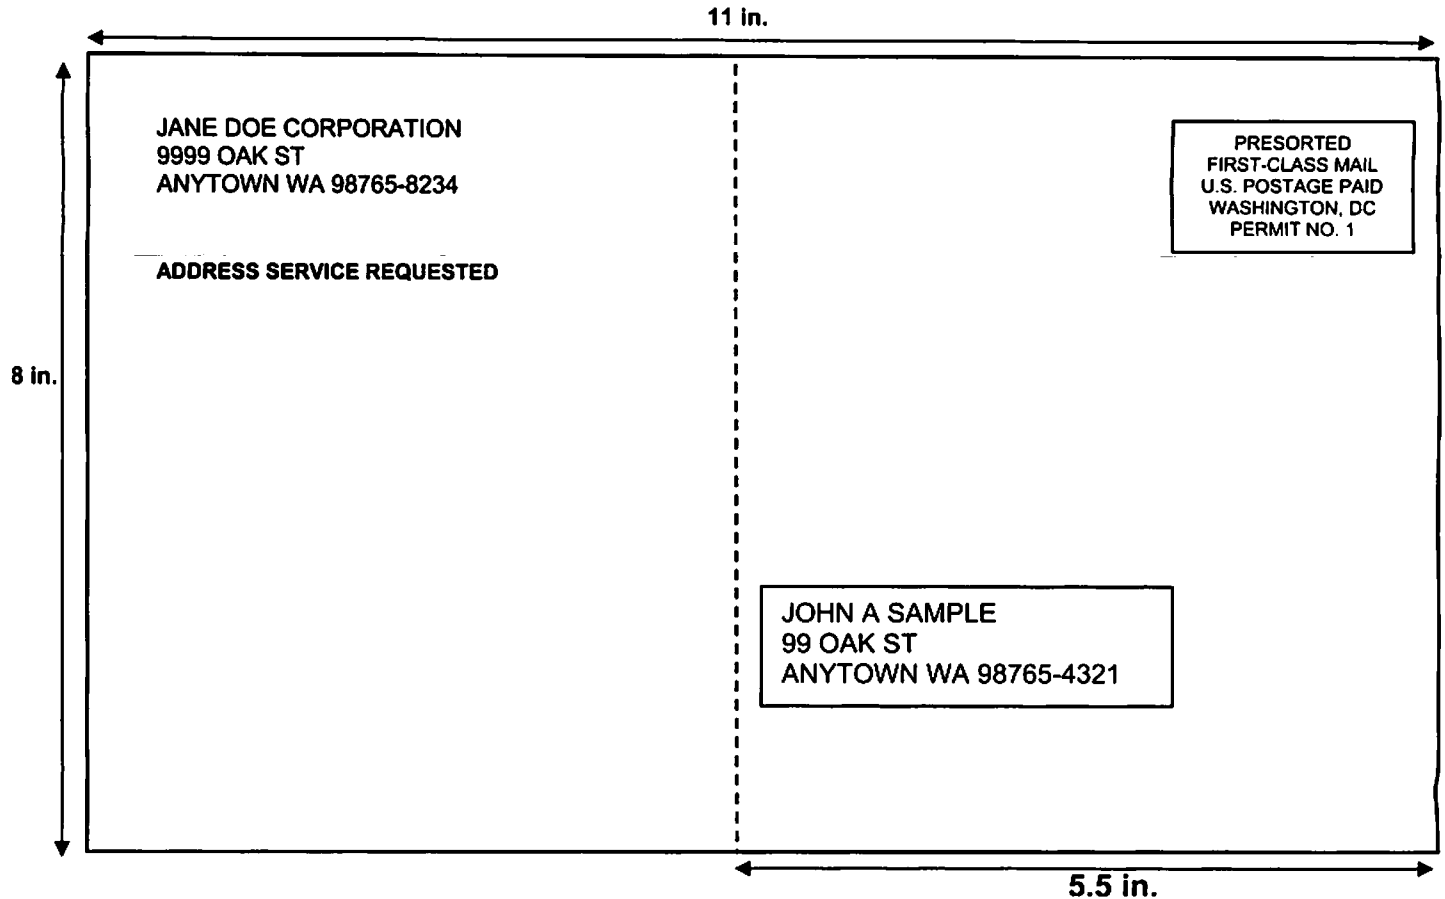 11 in.
JANE DOE CORPORATION
9999 OAK ST
ANYTOWN WA 98765-8234
PRESORTED
FIRST-CLASS MAIL
U.S. POSTAGE PAID
WASHINGTON, DC
PERMIT NO. 1
ADDRESS SERVICE REQUESTED
8 in.
JOHN A SAMPLE
99 OAK ST
ANYTOWN WA 98765-4321
5.5 in.